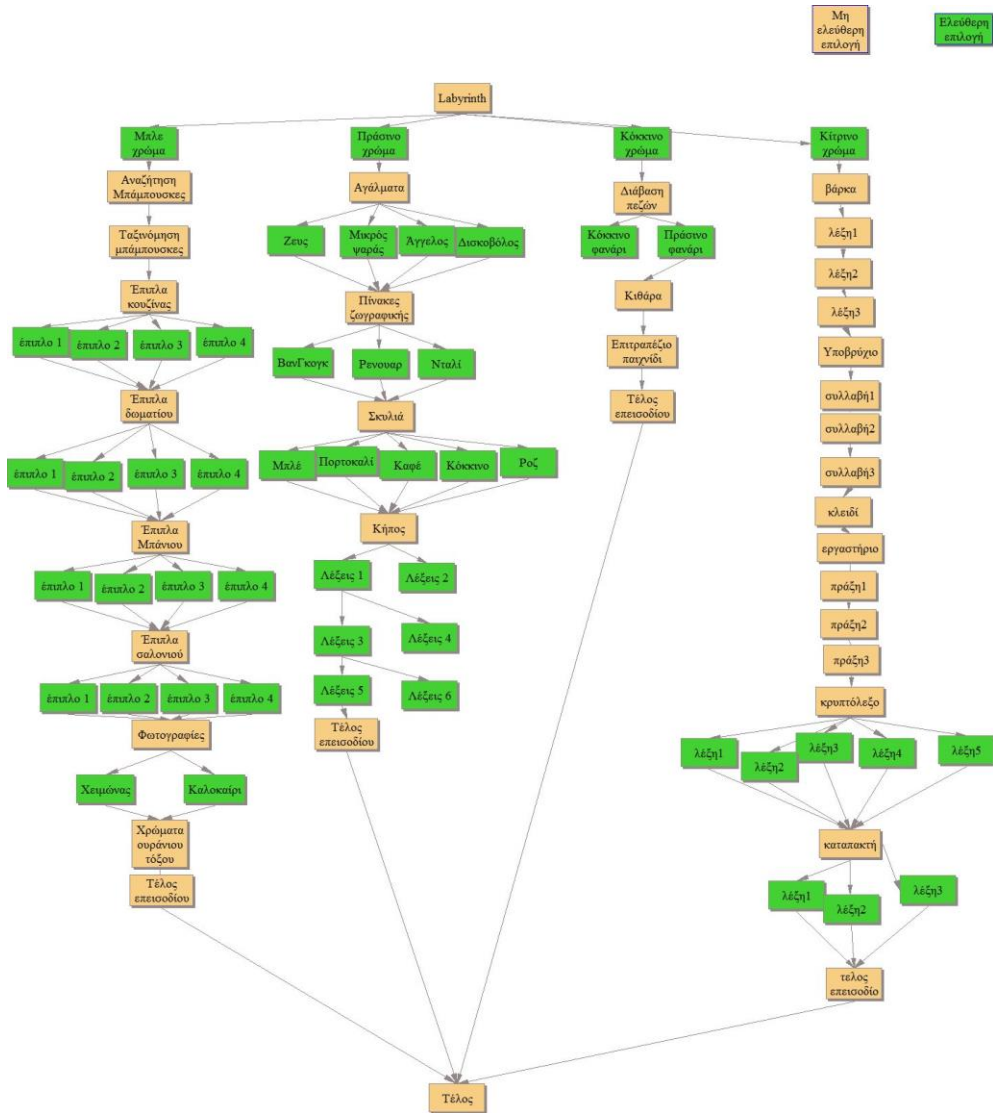 Μη
ελεύθερη
επιλογή
Ελεύθερη
επιλογή
Labyrinth
Μπλε
χρώμα
Πράσινο
χρώμα
Κόκκινο
χρώμα
Κίτρινο
χρώμα
Αναζήτηση
Μπάμπουσκες
Ταξινόμηση
μπάμπουσκες
Έπιπλα
κουζίνας
έπιπλο 1
έπιπλο 2
έπιπλο 3
έπιπλο 4
Έπιπλα
δωματίου
έπιπλο 1
έπιπλο 2
έπιπλο 3
έπιπλο 4
Έπιπλα
Μπάνιου
έπιπλο 1
έπιπλο 2
έπιπλο 3
έπιπλο 4
Έπιπλα
σαλονιού
έπιπλο 1
έπιπλο 2
έπιπλο 3
έπιπλο 4
Φωτογραφίες
Χειμώνας
Καλοκαίρι
Χρώματα
ουράνιου
τόξου
Τέλος
επεισοδίου
Αγάλματα
Ζευς
Μικρός
ψαράς
Άγγελος
Δισκοβόλος
Πίνακες
ζωγραφικής
ΒανΓκογκ
Ρενουαρ
Νταλί
Σκυλιά
Μπλέ
Πορτοκαλί
Καφέ
Κόκκινο
Ροζ
Κήπος
Λέξεις 1
Λέξεις 2
Λέξεις 3
Λέξεις 4
Λέξεις 5
Λέξεις 6
Τέλος
επεισοδίου
Διάβαση
πεζών
Κόκκινο
φανάρι
Πράσινο
φανάρι
Κιθάρα
Επιτραπέζιο
παιχνίδι
Τέλος
επεισοδίου
βάρκα
λέξη1
λέξη2
λέξη3
Υποβρύχιο
συλλαβή1
συλλαβή2
συλλαβή3
κλειδί
εργαστήριο
πράξη1
πράξη2
πράξη3
κρυπτόλεξο
λέξη1
λέξη2
λέξη3
λέξη4
λέξη5
καταπακτή
λέξη1
λέξη2
λέξη3
τελος
επεισοδίο
Τέλος